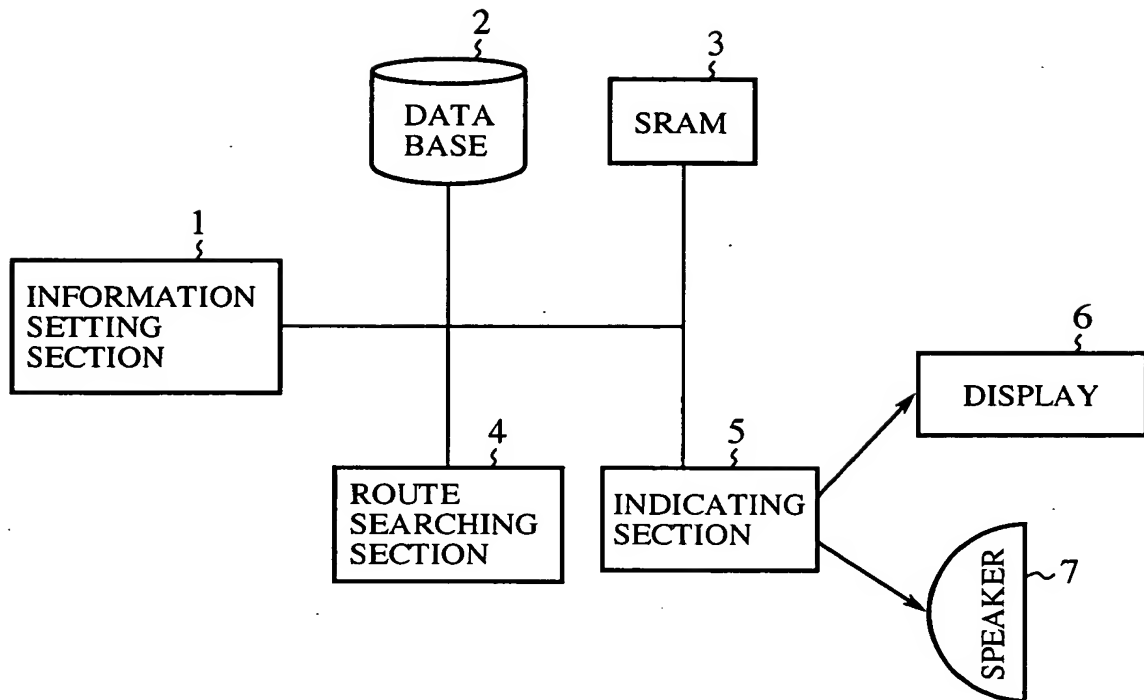 2
DATA
BASE
3
SRAM
1
INFORMATION
SETTING
SECTION
4
ROUTE
SEARCHING
SECTION
5
INDICATING
SECTION
6
DISPLAY
SPEAKER
7